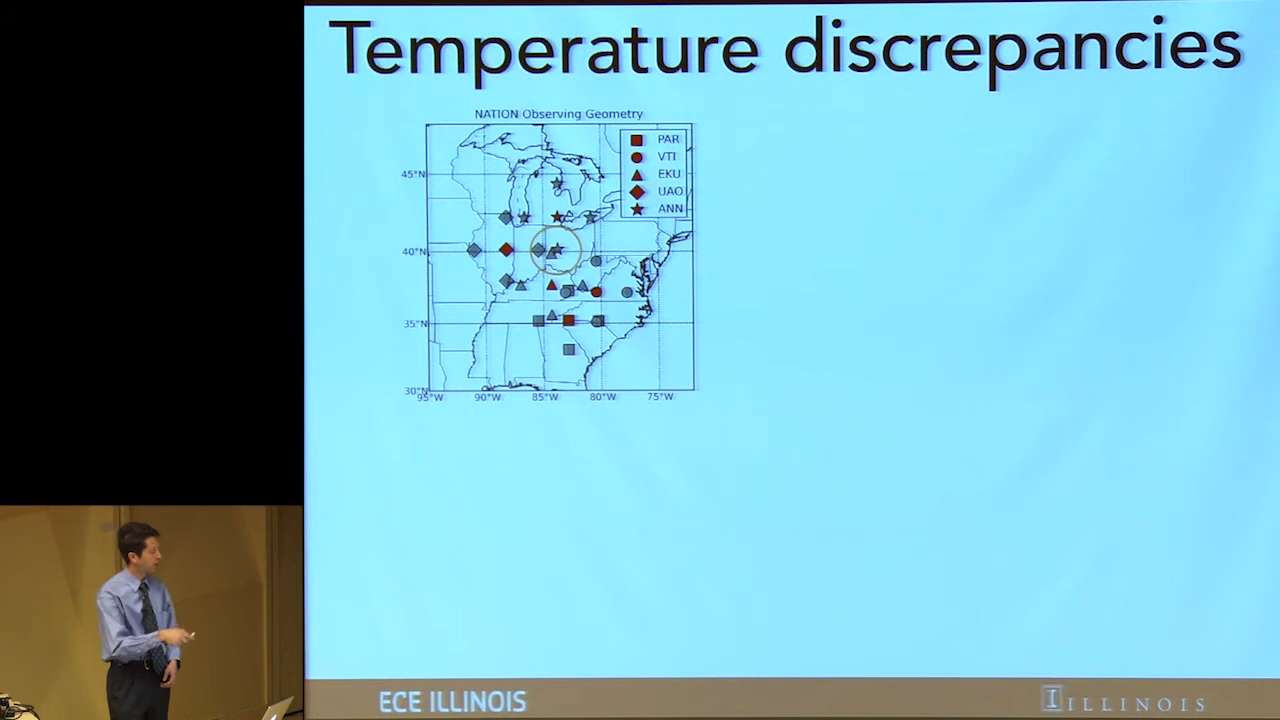 Temperature discrepancies
NATION Observing Geometry
PAR
VTI
EKU
UAO
ANN
45°N
40°N
35°N
30°N
95°W 90°W 85°W 80°W 75°W
ECE ILLINOIS
I ILLINOIS